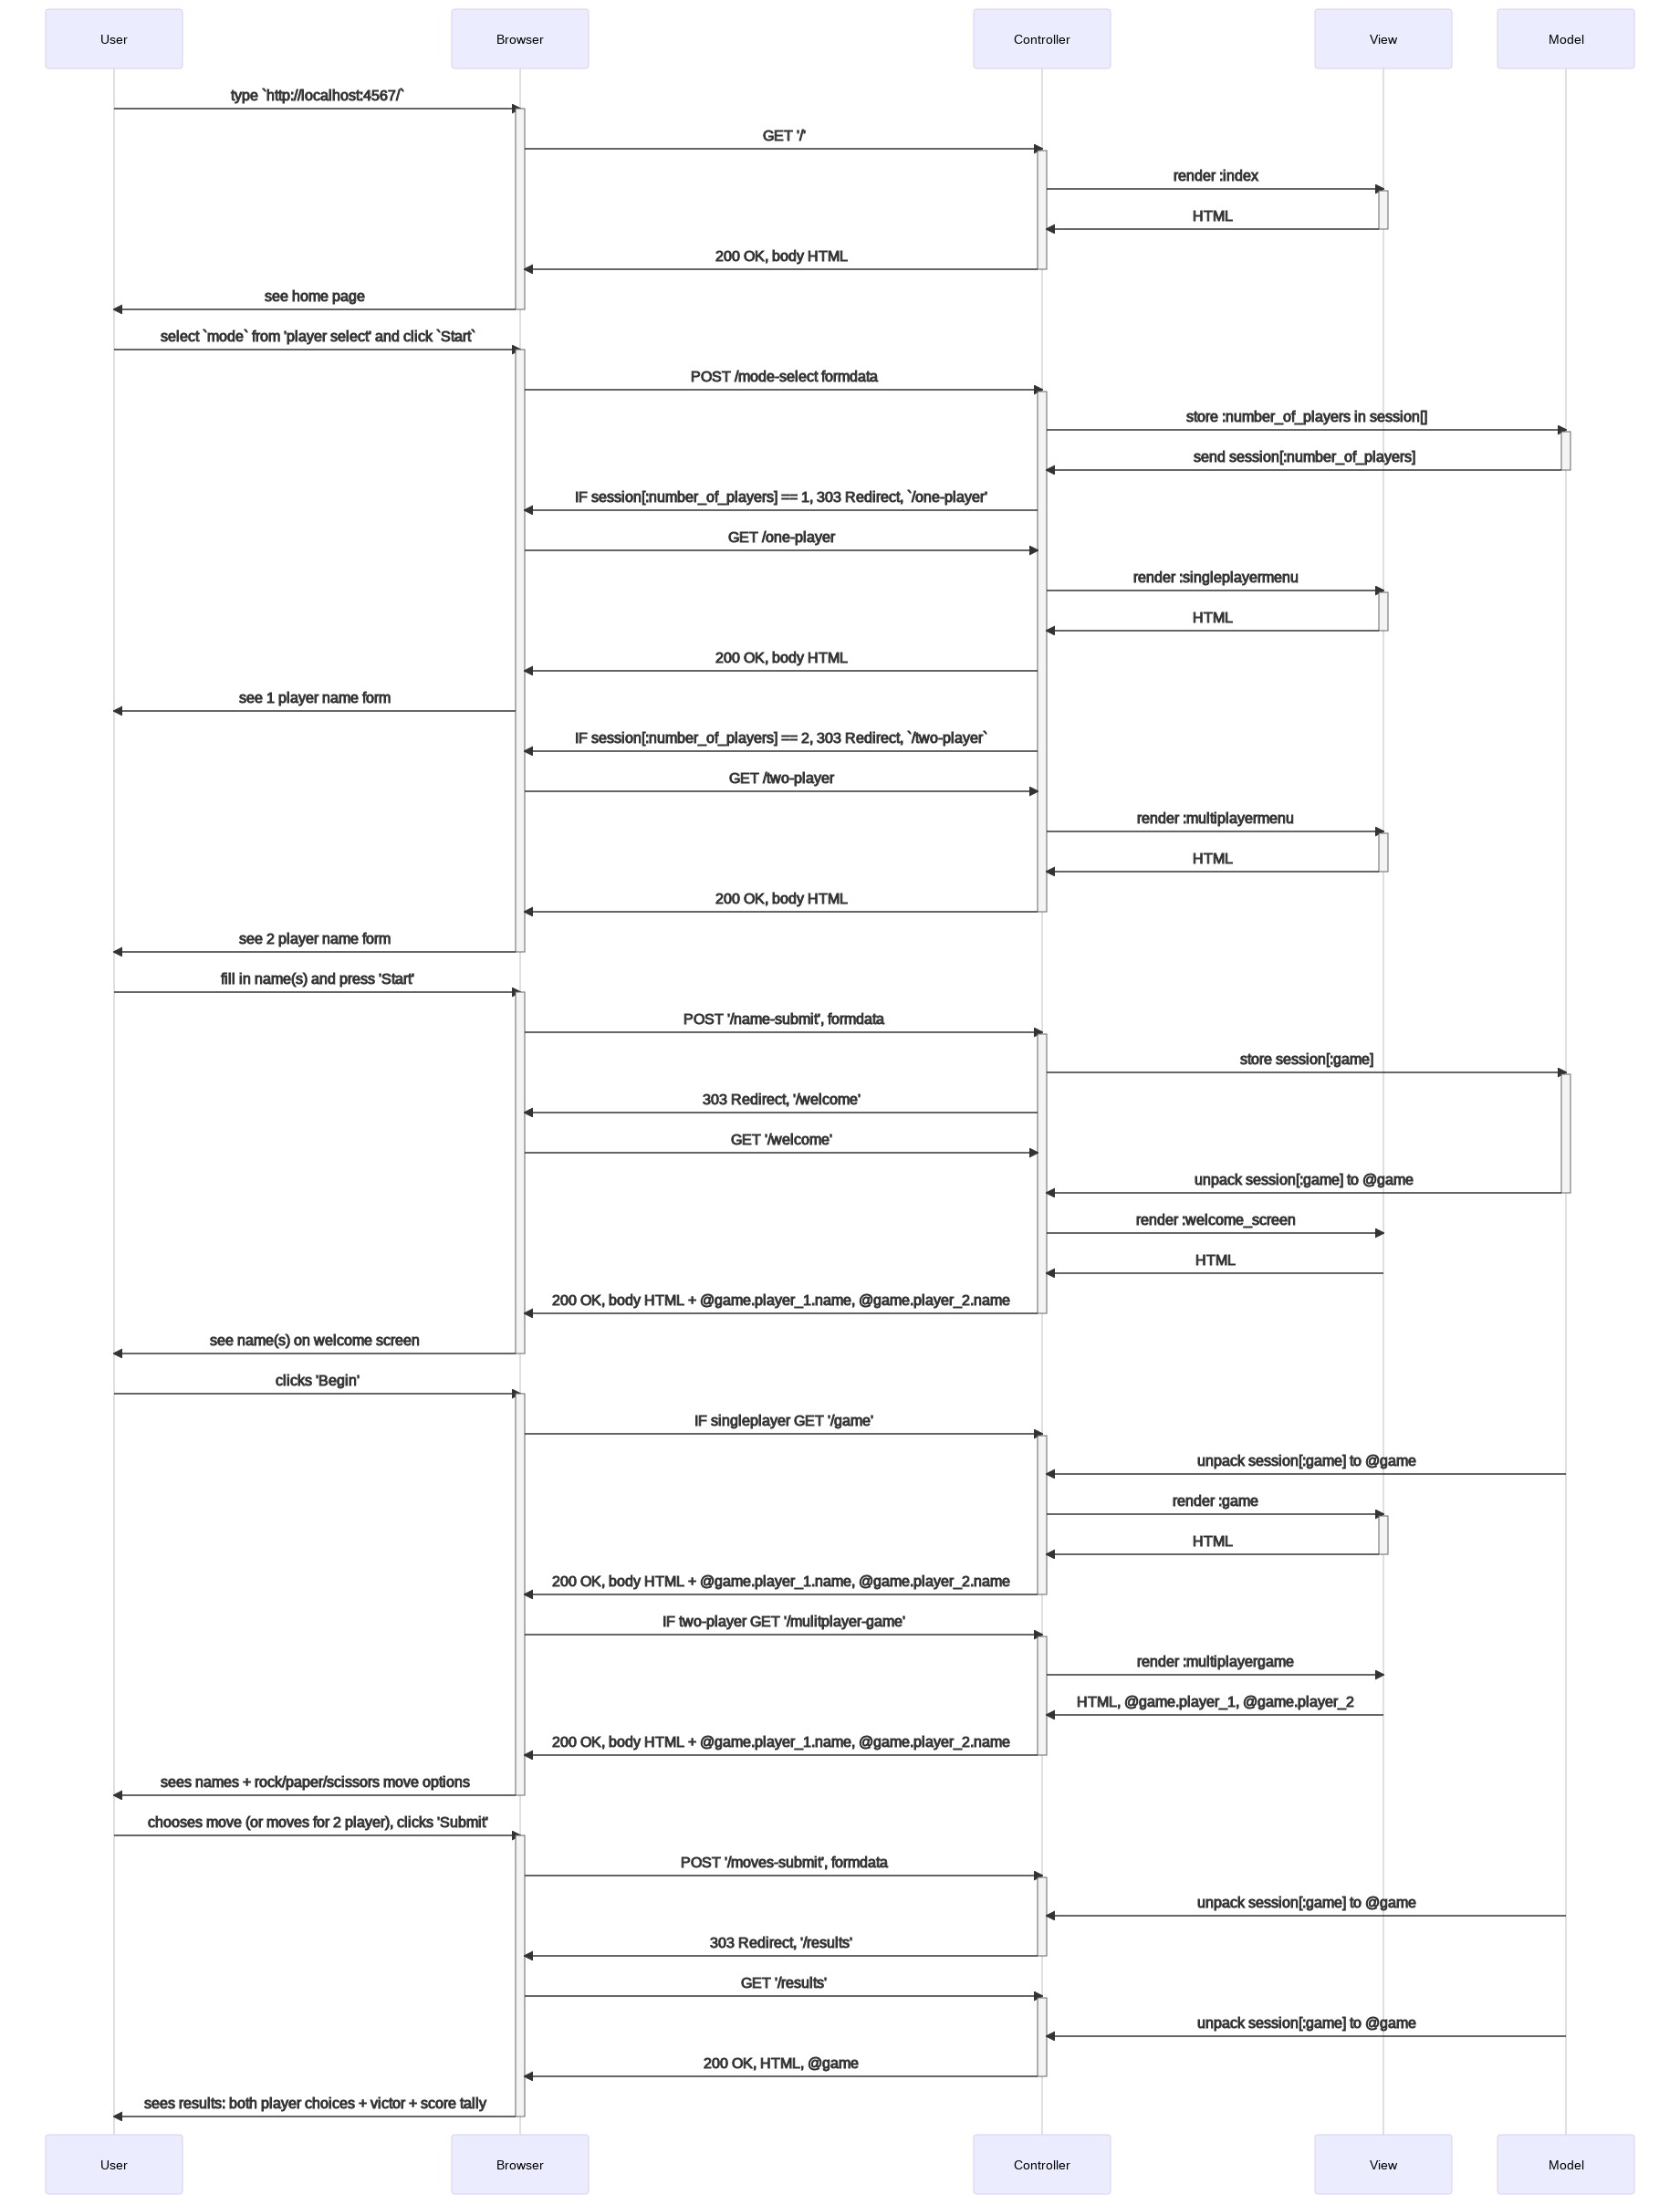 User
Browser
Controller
View
Model
type `http://localhost:4567/`
GET '/'
render :index
HTML
200 OK, body HTML
see home page
select `mode` from 'player select' and click `Start`
POST /mode-select formdata
store :number_of_players in session[]
send session[:number_of_players]
IF session[:number_of_players] == 1, 303 Redirect, `/one-player'
GET /one-player
render :singleplayermenu
HTML
200 OK, body HTML
see 1 player name form
IF session[:number_of_players] == 2, 303 Redirect, `/two-player`
GET /two-player
render :multiplayermenu
HTML
200 OK, body HTML
see 2 player name form
fill in name(s) and press 'Start'
POST '/name-submit', formdata
store session[:game]
303 Redirect, '/welcome'
GET '/welcome'
unpack session[:game] to @game
render :welcome_screen
HTML
200 OK, body HTML + @game.player_1.name, @game.player_2.name
see name(s) on welcome screen
clicks 'Begin'
IF singleplayer GET '/game'
unpack session[:game] to @game
render :game
HTML
200 OK, body HTML + @game.player_1.name, @game.player_2.name
IF two-player GET '/mulitplayer-game'
render :multiplayergame
HTML, @game.player_1, @game.player_2
200 OK, body HTML + @game.player_1.name, @game.player_2.name
sees names + rock/paper/scissors move options
chooses move (or moves for 2 player), clicks 'Submit'
POST '/moves-submit', formdata
unpack session[:game] to @game
303 Redirect, '/results'
GET '/results'
unpack session[:game] to @game
200 OK, HTML, @game
sees results: both player choices + victor + score tally
User
Browser
Controller
View
Model